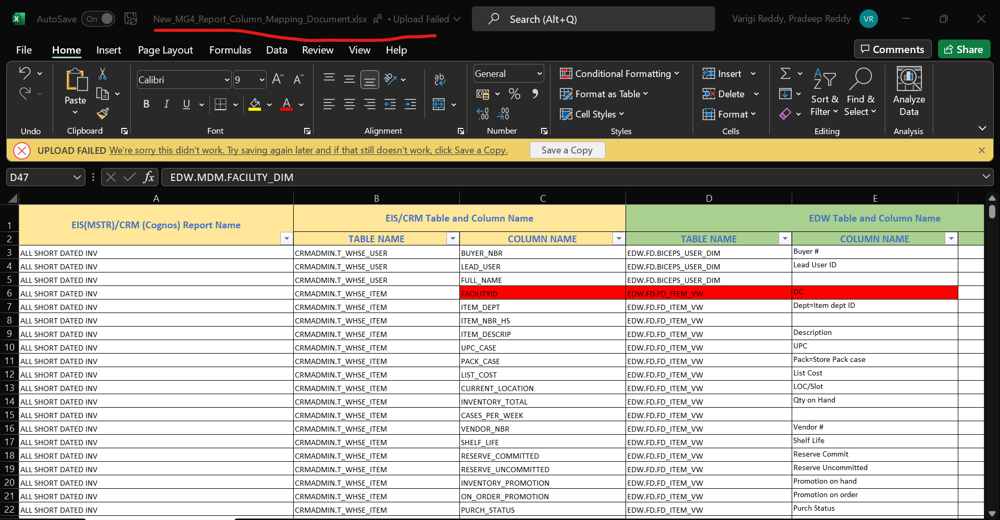 AutoSave On New_MG4_Report_Column_Mapping_Document.xlsx • Upload Failed Search (Alt+Q) Varigi Reddy, Pradeep Reddy VR
File Home Insert Page Layout Formulas Data Review View Help Comments Share
Calibri 9 A A ab General Conditional Formatting Insert
Paste B I U A % Format as Table Delete Sort & Filter Find & Select Analyze Data
Cell Styles Format
Undo Clipboard Font Alignment Number Styles Cells Editing Analysis
UPLOAD FAILED We're sorry this didn't work. Try saving again later and if that still doesn't work, click Save a Copy. Save a Copy
D47 fx EDW.MDM.FACILITY_DIM
A B C D E
1 EIS(MSTR)/CRM (Cognos) Report Name EIS/CRM Table and Column Name EDW Table and Column Name
2 TABLE NAME COLUMN NAME TABLE NAME COLUMN NAME
3 ALL SHORT DATED INV CRMADMIN.T_WHSE_USER BUYER_NBR EDW.FD.BICEPS_USER_DIM Buyer #
4 ALL SHORT DATED INV CRMADMIN.T_WHSE_USER LEAD_USER EDW.FD.BICEPS_USER_DIM Lead User ID
5 ALL SHORT DATED INV CRMADMIN.T_WHSE_USER FULL_NAME EDW.FD.BICEPS_USER_DIM
6 ALL SHORT DATED INV CRMADMIN.T_WHSE_ITEM FACILITYID EDW.FD.FD_ITEM_VW DC
7 ALL SHORT DATED INV CRMADMIN.T_WHSE_ITEM ITEM_DEPT EDW.FD.FD_ITEM_VW Dept=Item dept ID
8 ALL SHORT DATED INV CRMADMIN.T_WHSE_ITEM ITEM_NBR_HS EDW.FD.FD_ITEM_VW
9 ALL SHORT DATED INV CRMADMIN.T_WHSE_ITEM ITEM_DESCRIP EDW.FD.FD_ITEM_VW Description
10 ALL SHORT DATED INV CRMADMIN.T_WHSE_ITEM UPC_CASE EDW.FD.FD_ITEM_VW UPC
11 ALL SHORT DATED INV CRMADMIN.T_WHSE_ITEM PACK_CASE EDW.FD.FD_ITEM_VW Pack=Store Pack case
12 ALL SHORT DATED INV CRMADMIN.T_WHSE_ITEM LIST_COST EDW.FD.FD_ITEM_VW List Cost
13 ALL SHORT DATED INV CRMADMIN.T_WHSE_ITEM CURRENT_LOCATION EDW.FD.FD_ITEM_VW LOC/Slot
14 ALL SHORT DATED INV CRMADMIN.T_WHSE_ITEM INVENTORY_TOTAL EDW.FD.FD_ITEM_VW Qty on Hand
15 ALL SHORT DATED INV CRMADMIN.T_WHSE_ITEM CASES_PER_WEEK EDW.FD.FD_ITEM_VW
16 ALL SHORT DATED INV CRMADMIN.T_WHSE_ITEM VENDOR_NBR EDW.FD.FD_ITEM_VW Vendor #
17 ALL SHORT DATED INV CRMADMIN.T_WHSE_ITEM SHELF_LIFE EDW.FD.FD_ITEM_VW Shelf Life
18 ALL SHORT DATED INV CRMADMIN.T_WHSE_ITEM RESERVE_COMMITTED EDW.FD.FD_ITEM_VW Reserve Commit
19 ALL SHORT DATED INV CRMADMIN.T_WHSE_ITEM RESERVE_UNCOMMITTED EDW.FD.FD_ITEM_VW Reserve Uncommitted
20 ALL SHORT DATED INV CRMADMIN.T_WHSE_ITEM INVENTORY_PROMOTION EDW.FD.FD_ITEM_VW Promotion on hand
21 ALL SHORT DATED INV CRMADMIN.T_WHSE_ITEM ON_ORDER_PROMOTION EDW.FD.FD_ITEM_VW Promotion on order
22 ALL SHORT DATED INV CRMADMIN.T_WHSE_ITEM PURCH_STATUS EDW.FD.FD_ITEM_VW Purch Status